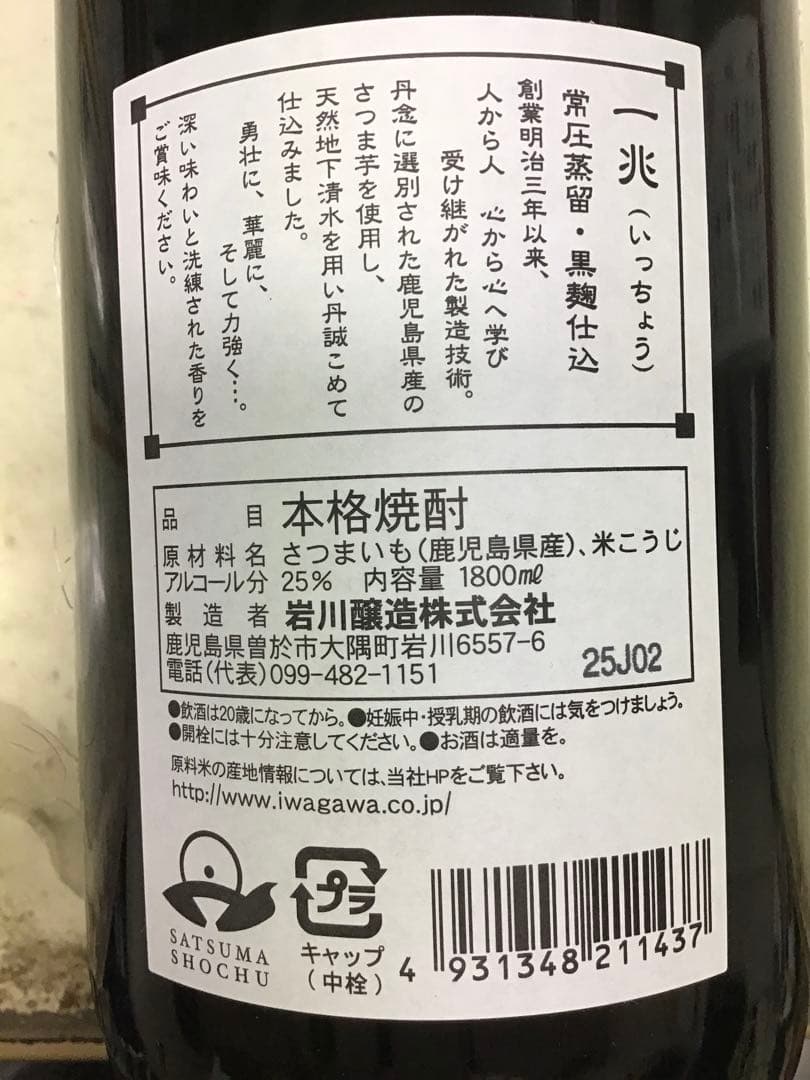 一兆(いっちょう)
常圧蒸留・黒麹仕込
創業明治三年以来、
人から人 心から心へ学び
受け継がれた製造技術。
丹念に選別された鹿児島県産の
さつま芋を使用し、
天然地下清水を用い丹誠こめて
仕込みました。
勇壮に、華麗に、
そして力強く…。
深い味わいと洗練された香りを
ご賞味ください。
品目 本格焼酎
原材料名 さつまいも(鹿児島県産)、米こうじ
アルコール分 25% 内容量 1800㎖
製造者 岩川醸造株式会社
鹿児島県曽於市大隅町岩川6557-6
電話(代表)099-482-1151
25J02
●飲酒は20歳になってから。●妊娠中・授乳期の飲酒には気をつけましょう。
●開栓には十分注意してください。●お酒は適量を。
原料米の産地情報については、当社HPをご覧下さい。
http://www.iwagawa.co.jp/
SATSUMA
SHOCHU
プラ
キャップ
(中栓)
4 931348 211437